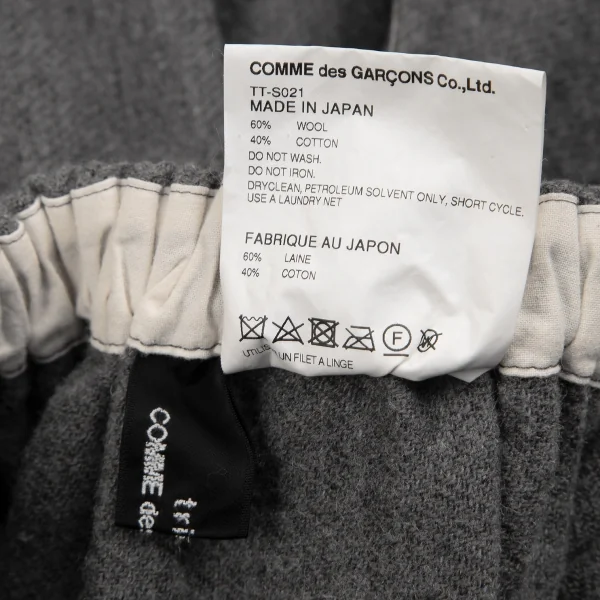 COMME des GARÇONS Co.,Ltd.
TT-S021
MADE IN JAPAN
60% WOOL
40% COTTON
DO NOT WASH.
DO NOT IRON.
DRYCLEAN, PETROLEUM SOLVENT ONLY, SHORT CYCLE.
USE A LAUNDRY NET
FABRIQUE AU JAPON
60% LAINE
40% COTON
F
UN FILET A LINGE
COMME